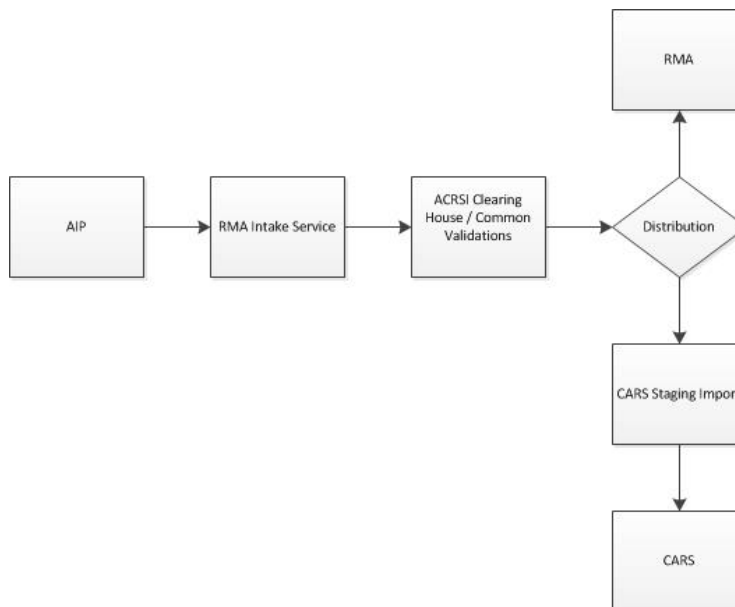 RMA
AIP
RMA Intake Service
ACRSI Clearing
House / Common
Validations
Distribution
CARS Staging Impor
CARS